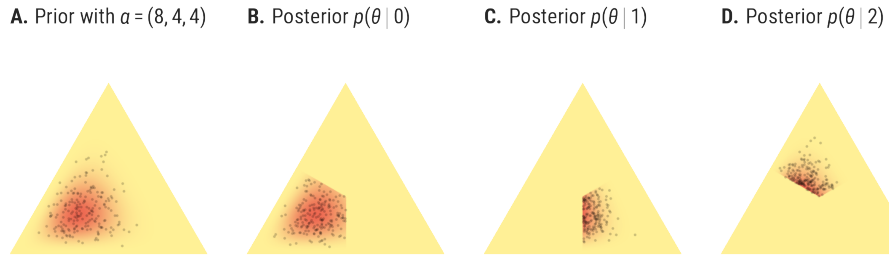 A. Prior with α = (8, 4, 4)
B. Posterior p(θ | 0)
C. Posterior p(θ | 1)
D. Posterior p(θ | 2)